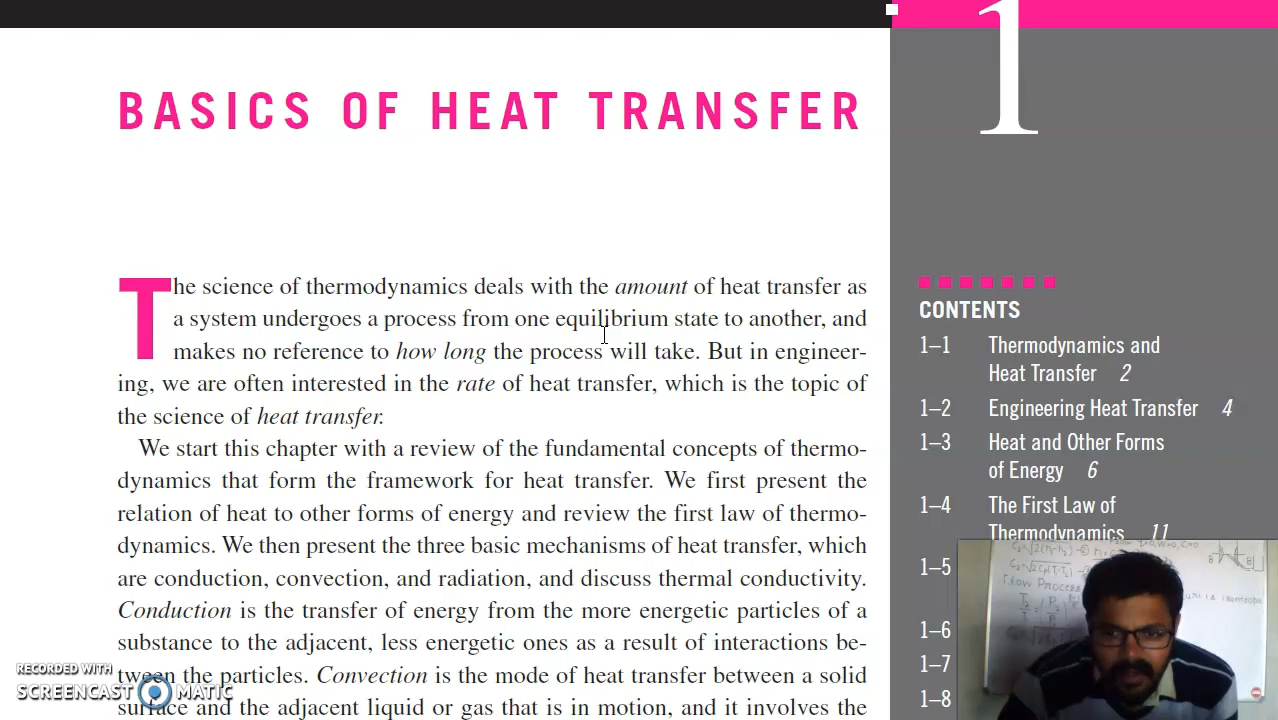 1
BASICS OF HEAT TRANSFER
The science of thermodynamics deals with the amount of heat transfer as
a system undergoes a process from one equilibrium state to another, and
makes no reference to how long the process will take. But in engineer-
ing, we are often interested in the rate of heat transfer, which is the topic of
the science of heat transfer.
We start this chapter with a review of the fundamental concepts of thermo-
dynamics that form the framework for heat transfer. We first present the
relation of heat to other forms of energy and review the first law of thermo-
dynamics. We then present the three basic mechanisms of heat transfer, which
are conduction, convection, and radiation, and discuss thermal conductivity.
Conduction is the transfer of energy from the more energetic particles of a
substance to the adjacent, less energetic ones as a result of interactions be-
tween the particles. Convection is the mode of heat transfer between a solid
surface and the adjacent liquid or gas that is in motion, and it involves the
CONTENTS
1–1 Thermodynamics and
Heat Transfer 2
1–2 Engineering Heat Transfer 4
1–3 Heat and Other Forms
of Energy 6
1–4 The First Law of
Thermodynamics 11
1–5
1–6
1–7
1–8
Flow Process
RECORDED WITH
SCREENCAST MATIC